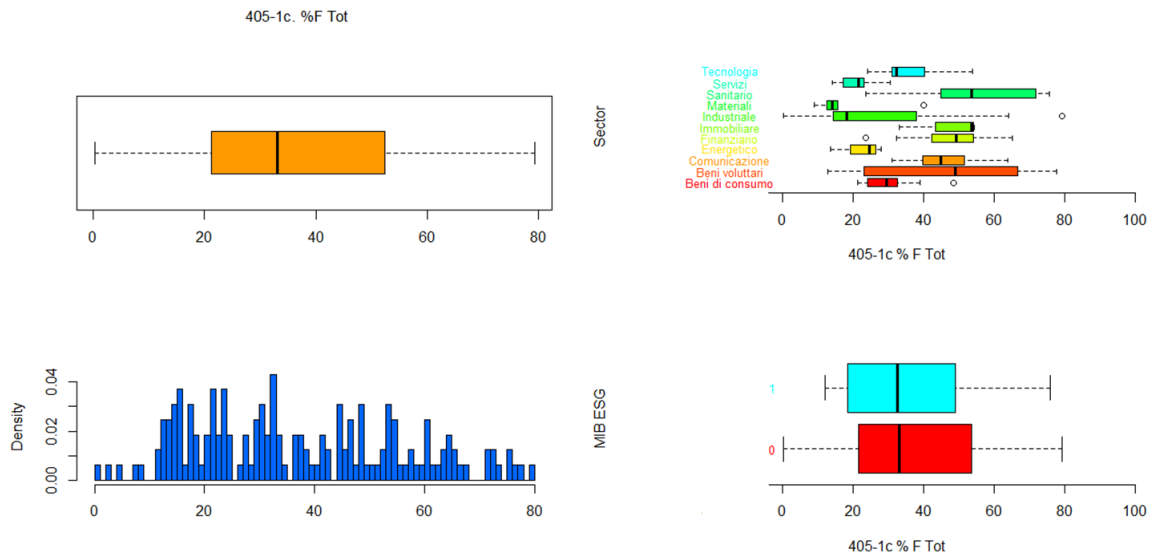 405-1c. %F Tot
0 20 40 60 80
Sector
Tecnologia
Servizi
Sanitario
Materiali
Industriale
Immobiliare
Finanziario
Energetico
Comunicazione
Beni voluttari
Beni di consumo
0 20 40 60 80 100
405-1c % F Tot
Density
0.04
0.02
0.00
0 20 40 60 80
MIB ESG
1
0
0 20 40 60 80 100
405-1c % F Tot